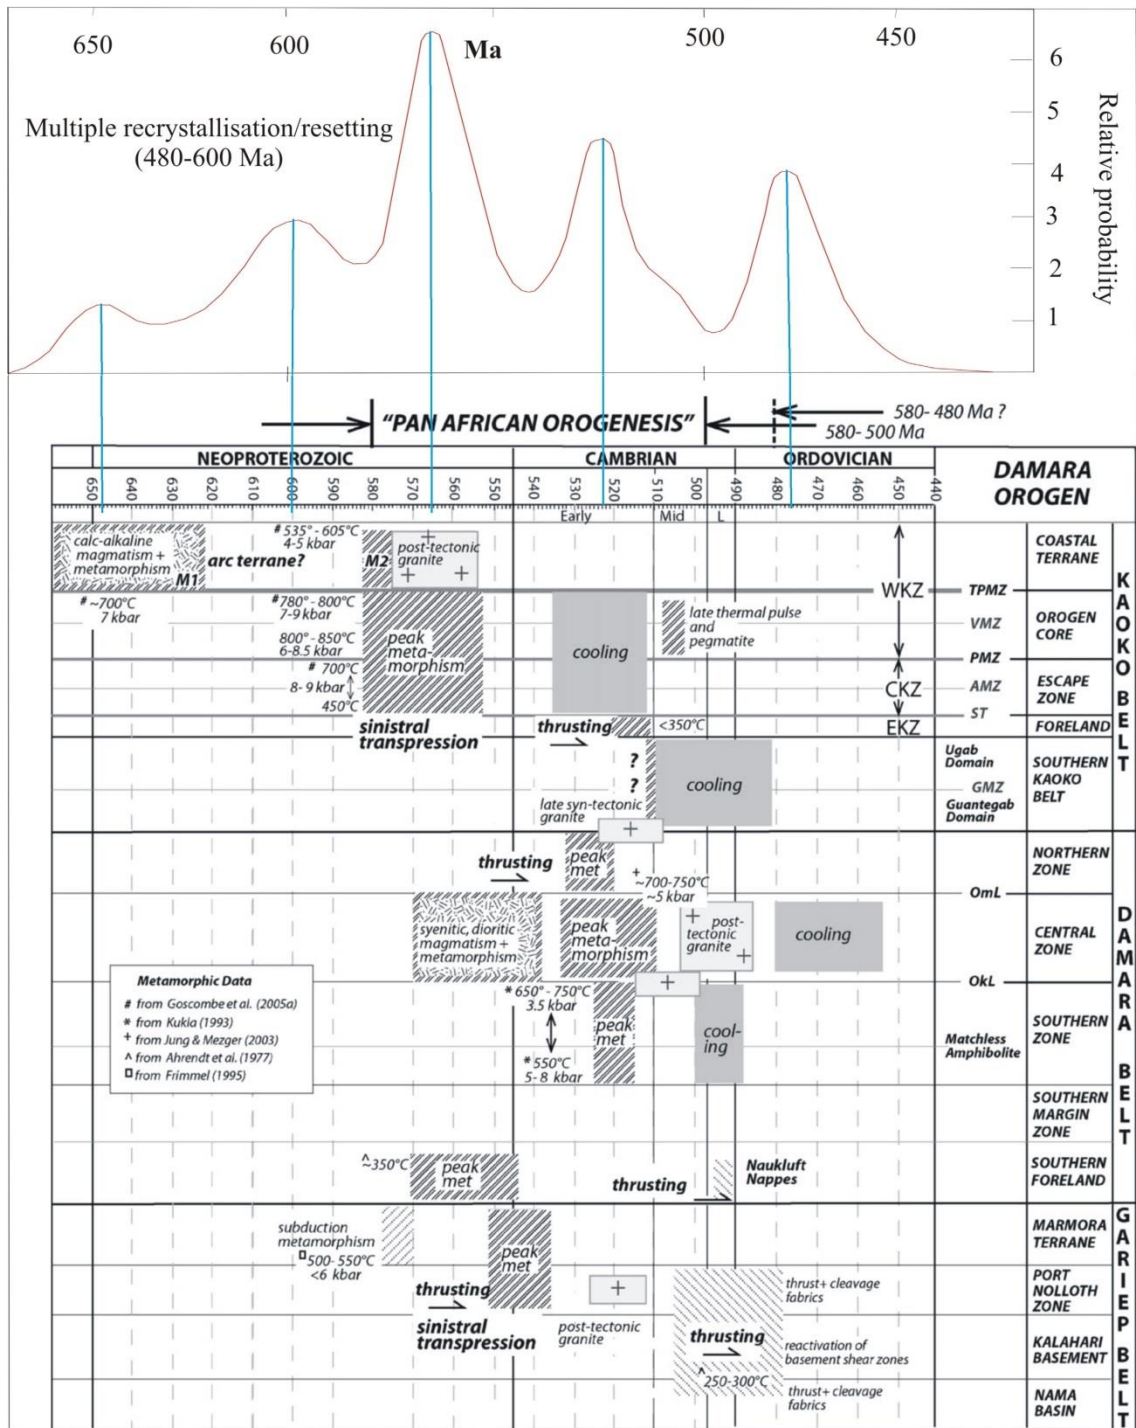 650
600
Ma
500
450
6
5
4
3
2
1
Relative probability
Multiple recrystallisation/resetting
(480-600 Ma)
"PAN AFRICAN OROGENESIS"
580- 480 Ma ?
580- 500 Ma
NEOPROTEROZOIC
CAMBRIAN
ORDOVICIAN
DAMARA
OROGEN
650
640
630
620
610
600
590
580
570
560
550
540
530
520
510
500
490
480
470
460
450
440
Early
Mid
L
calc-alkaline
magmatism +
metamorphism
M1
arc terrane?
# 535° - 605°C
4-5 kbar
M2
post-tectonic
granite
COASTAL
TERRANE
WKZ
TPMZ
# ~700°C
7 kbar
#780° - 800°C
7-9 kbar
800° - 850°C
6-8.5 kbar
# 700°C
8- 9 kbar
450°C
peak
meta-
morphism
cooling
late thermal pulse
and
pegmatite
VMZ
OROGEN
CORE
PMZ
CKZ
AMZ
ESCAPE
ZONE
ST
sinistral
transpression
thrusting
<350°C
EKZ
FORELAND
?
?
cooling
Ugab
Domain
GMZ
Guantegab
Domain
SOUTHERN
KAOKO
BELT
KAOKO BELT
late syn-tectonic
granite
thrusting
peak
met
+
~700-750°C
~5 kbar
NORTHERN
ZONE
OmL
syenitic, dioritic
magmatism +
metamorphism
peak
meta-
morphism
post-
tectonic
granite
cooling
CENTRAL
ZONE
OkL
Metamorphic Data
# from Goscombe et al. (2005a)
* from Kukla (1993)
+ from Jung & Mezger (2003)
^ from Ahrendt et al. (1977)
□ from Frimmel (1995)
* 650° - 750°C
3.5 kbar
* 550°C
5- 8 kbar
peak
met
cool-
ing
Matchless
Amphibolite
SOUTHERN
ZONE
SOUTHERN
MARGIN
ZONE
DAMARA BELT
^
~350°C
peak
met
thrusting
Naukluft
Nappes
SOUTHERN
FORELAND
subduction
metamorphism
□ 500- 550°C
<6 kbar
peak
met
MARMORA
TERRANE
thrusting
thrust+ cleavage
fabrics
PORT
NOLLOTH
ZONE
sinistral
transpression
post-tectonic
granite
thrusting
reactivation of
basement shear zones
KALAHARI
BASEMENT
^250-300°C
thrust+ cleavage
fabrics
NAMA
BASIN
GARIEP BELT